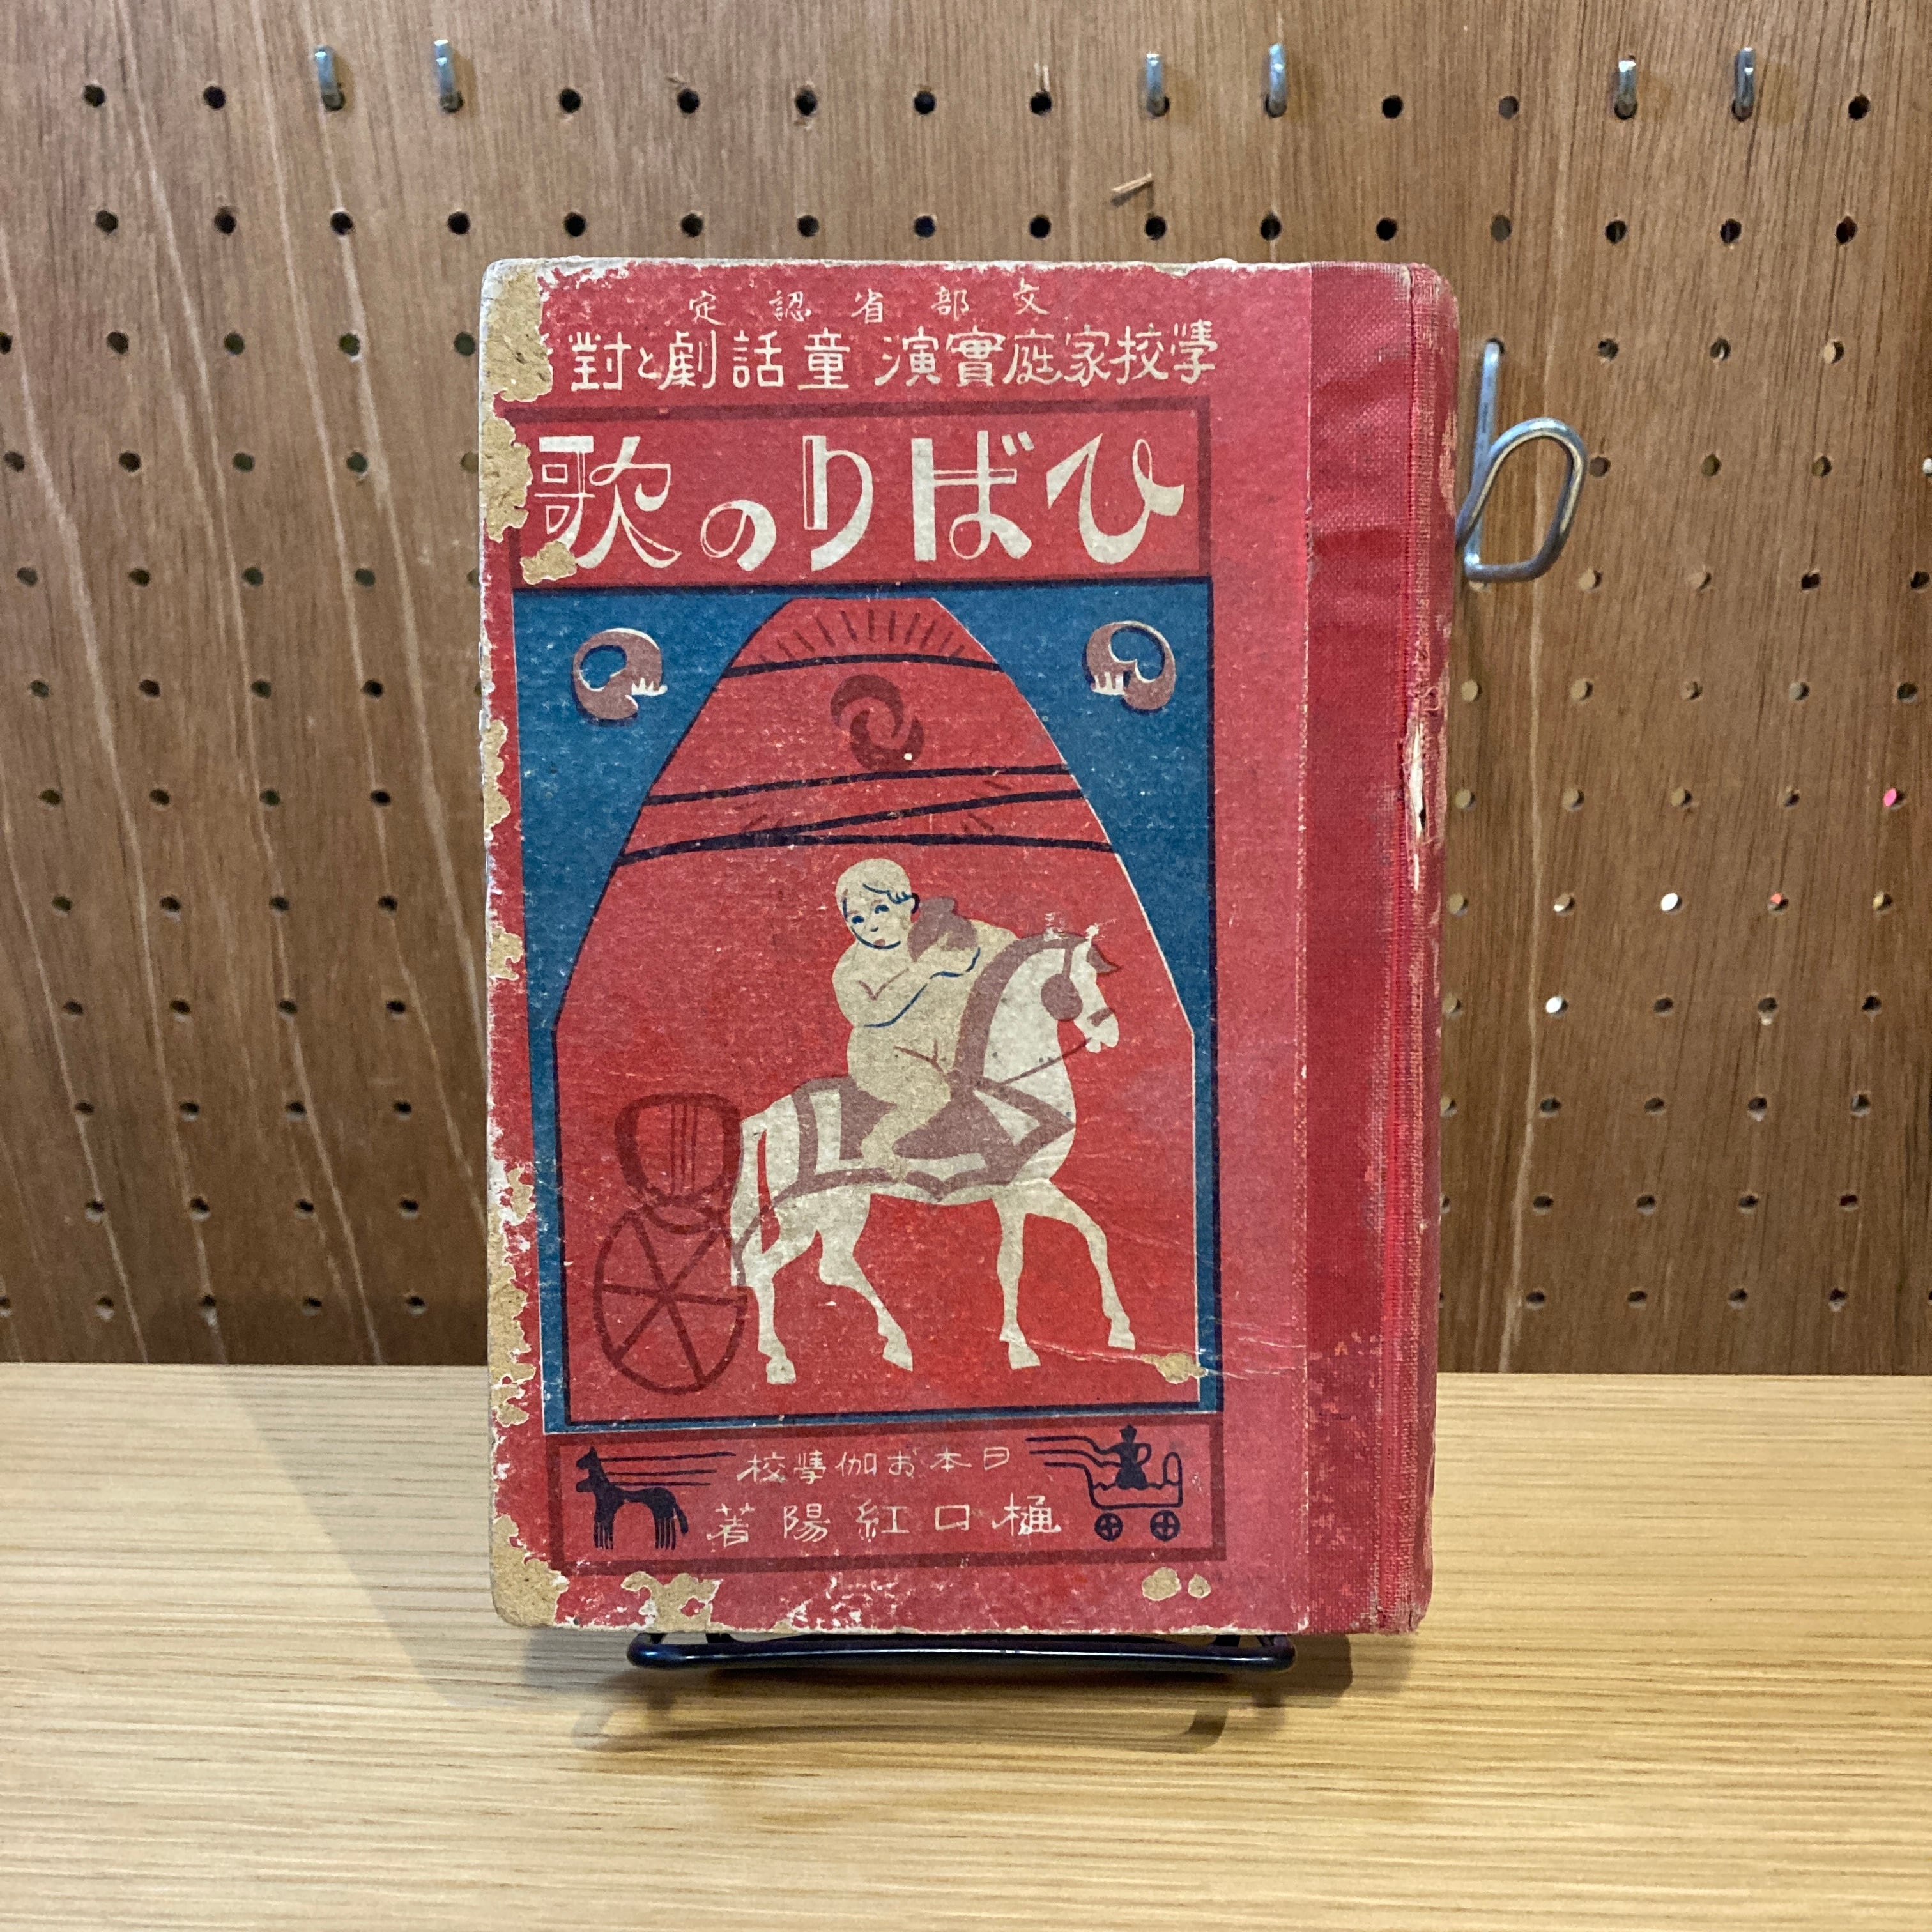 文部省認定
學校家庭實演 童話劇と對
ひばりの歌
日本お伽學校
樋口紅陽著